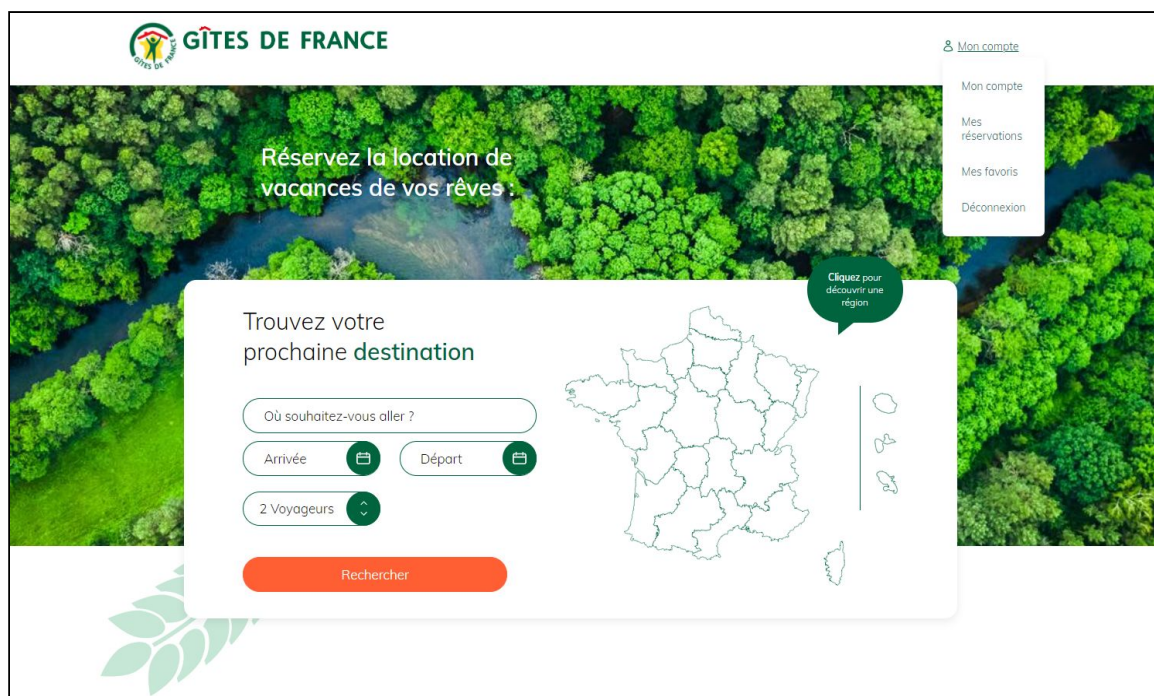 GÎTES DE FRANCE
GÎTES DE FRANCE
Mon compte
Mon compte
Mes
réservations
Mes favoris
Déconnexion
Réservez la location de
vacances de vos rêves :
Cliquez pour
découvrir une
région
Trouvez votre
prochaine destination
Où souhaitez-vous aller ?
Arrivée
Départ
2 Voyageurs
Rechercher